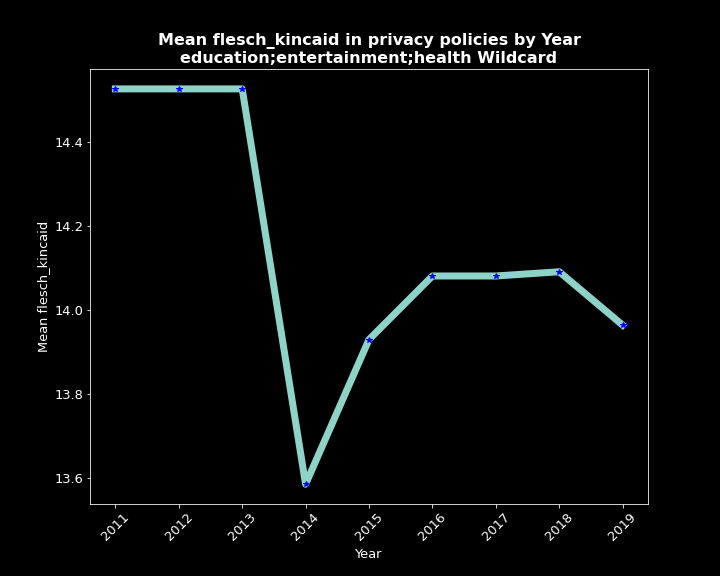 Mean flesch_kincaid in privacy policies by Year
education;entertainment;health Wildcard
Mean flesch_kincaid
14.4
14.2
14.0
13.8
13.6
2011 2012 2013 2014 2015 2016 2017 2018 2019
Year